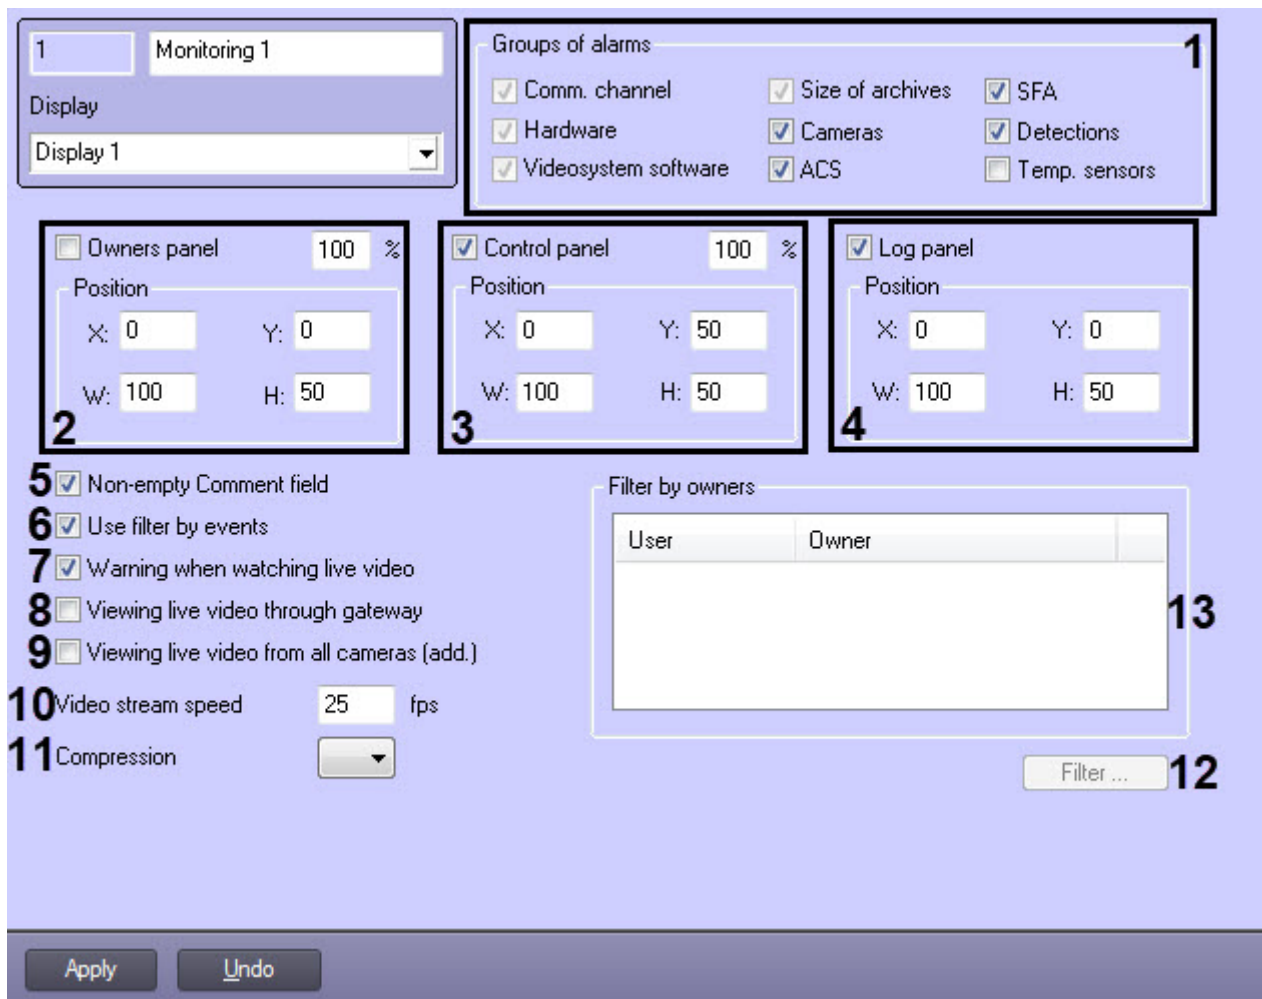 1 Monitoring 1
Display
Display 1
Groups of alarms 1
Comm. channel Size of archives SFA
Hardware Cameras Detections
Videosystem software ACS Temp. sensors
Owners panel 100 %
Position
X: 0 Y: 0
W: 100 H: 50
2
Control panel 100 %
Position
X: 0 Y: 50
W: 100 H: 50
3
Log panel
Position
X: 0 Y: 0
W: 100 H: 50
4
5 Non-empty Comment field
6 Use filter by events
7 Warning when watching live video
8 Viewing live video through gateway
9 Viewing live video from all cameras (add.)
10 Video stream speed 25 fps
11 Compression
Filter by owners
User Owner
13
Filter ... 12
Apply Undo